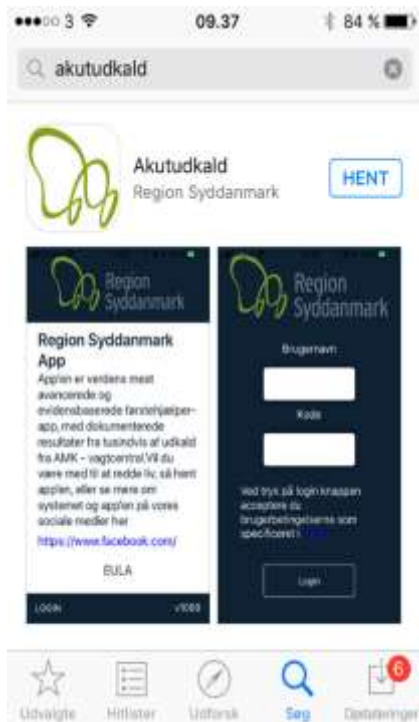 3 09.37 84 %
akutudkald
Akutudkald
Region Syddanmark
HENT
Region
Syddanmark
Region Syddanmark
App
App'en er verdens mest
avancerede og
evidensbaserede førstehjælper-
app, med dokumenterede
resultater fra tusindvis af udkald
fra AMK - vagtcentral.Vil du
være med til at redde liv, så hent
app'en, eller se mere om
systemet og app'en på vores
sociale medier her
https://www.facebook.com/
EULA
LOGIN v1080
Region
Syddanmark
Brugernavn
Kode
Ved tryk på login knappen
acceptere du
brugerbetingelserne som
specificeret i
Login
6
Udvalgte Hitlister Udforsk Søg Opdateringer